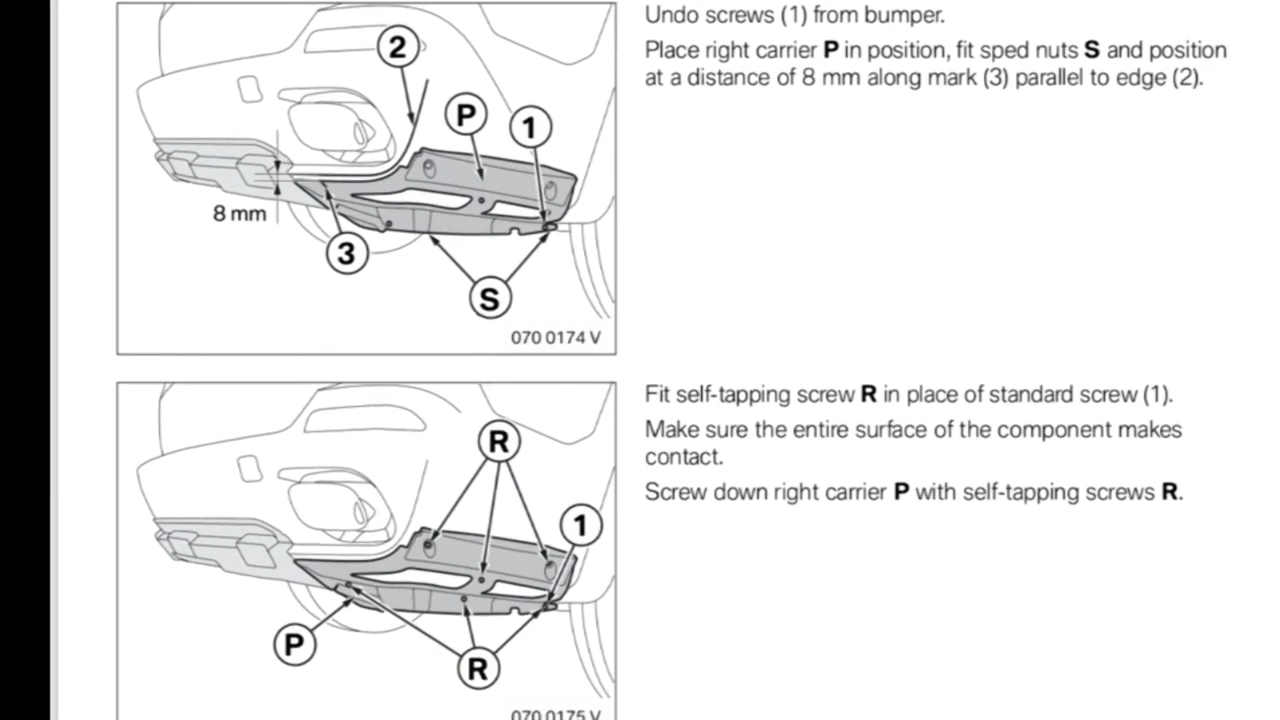 Undo screws (1) from bumper.
Place right carrier P in position, fit sped nuts S and position
at a distance of 8 mm along mark (3) parallel to edge (2).
2
P
1
8 mm
3
S
070 0174 V
Fit self-tapping screw R in place of standard screw (1).
Make sure the entire surface of the component makes
contact.
Screw down right carrier P with self-tapping screws R.
R
1
P
R
070 0175 V